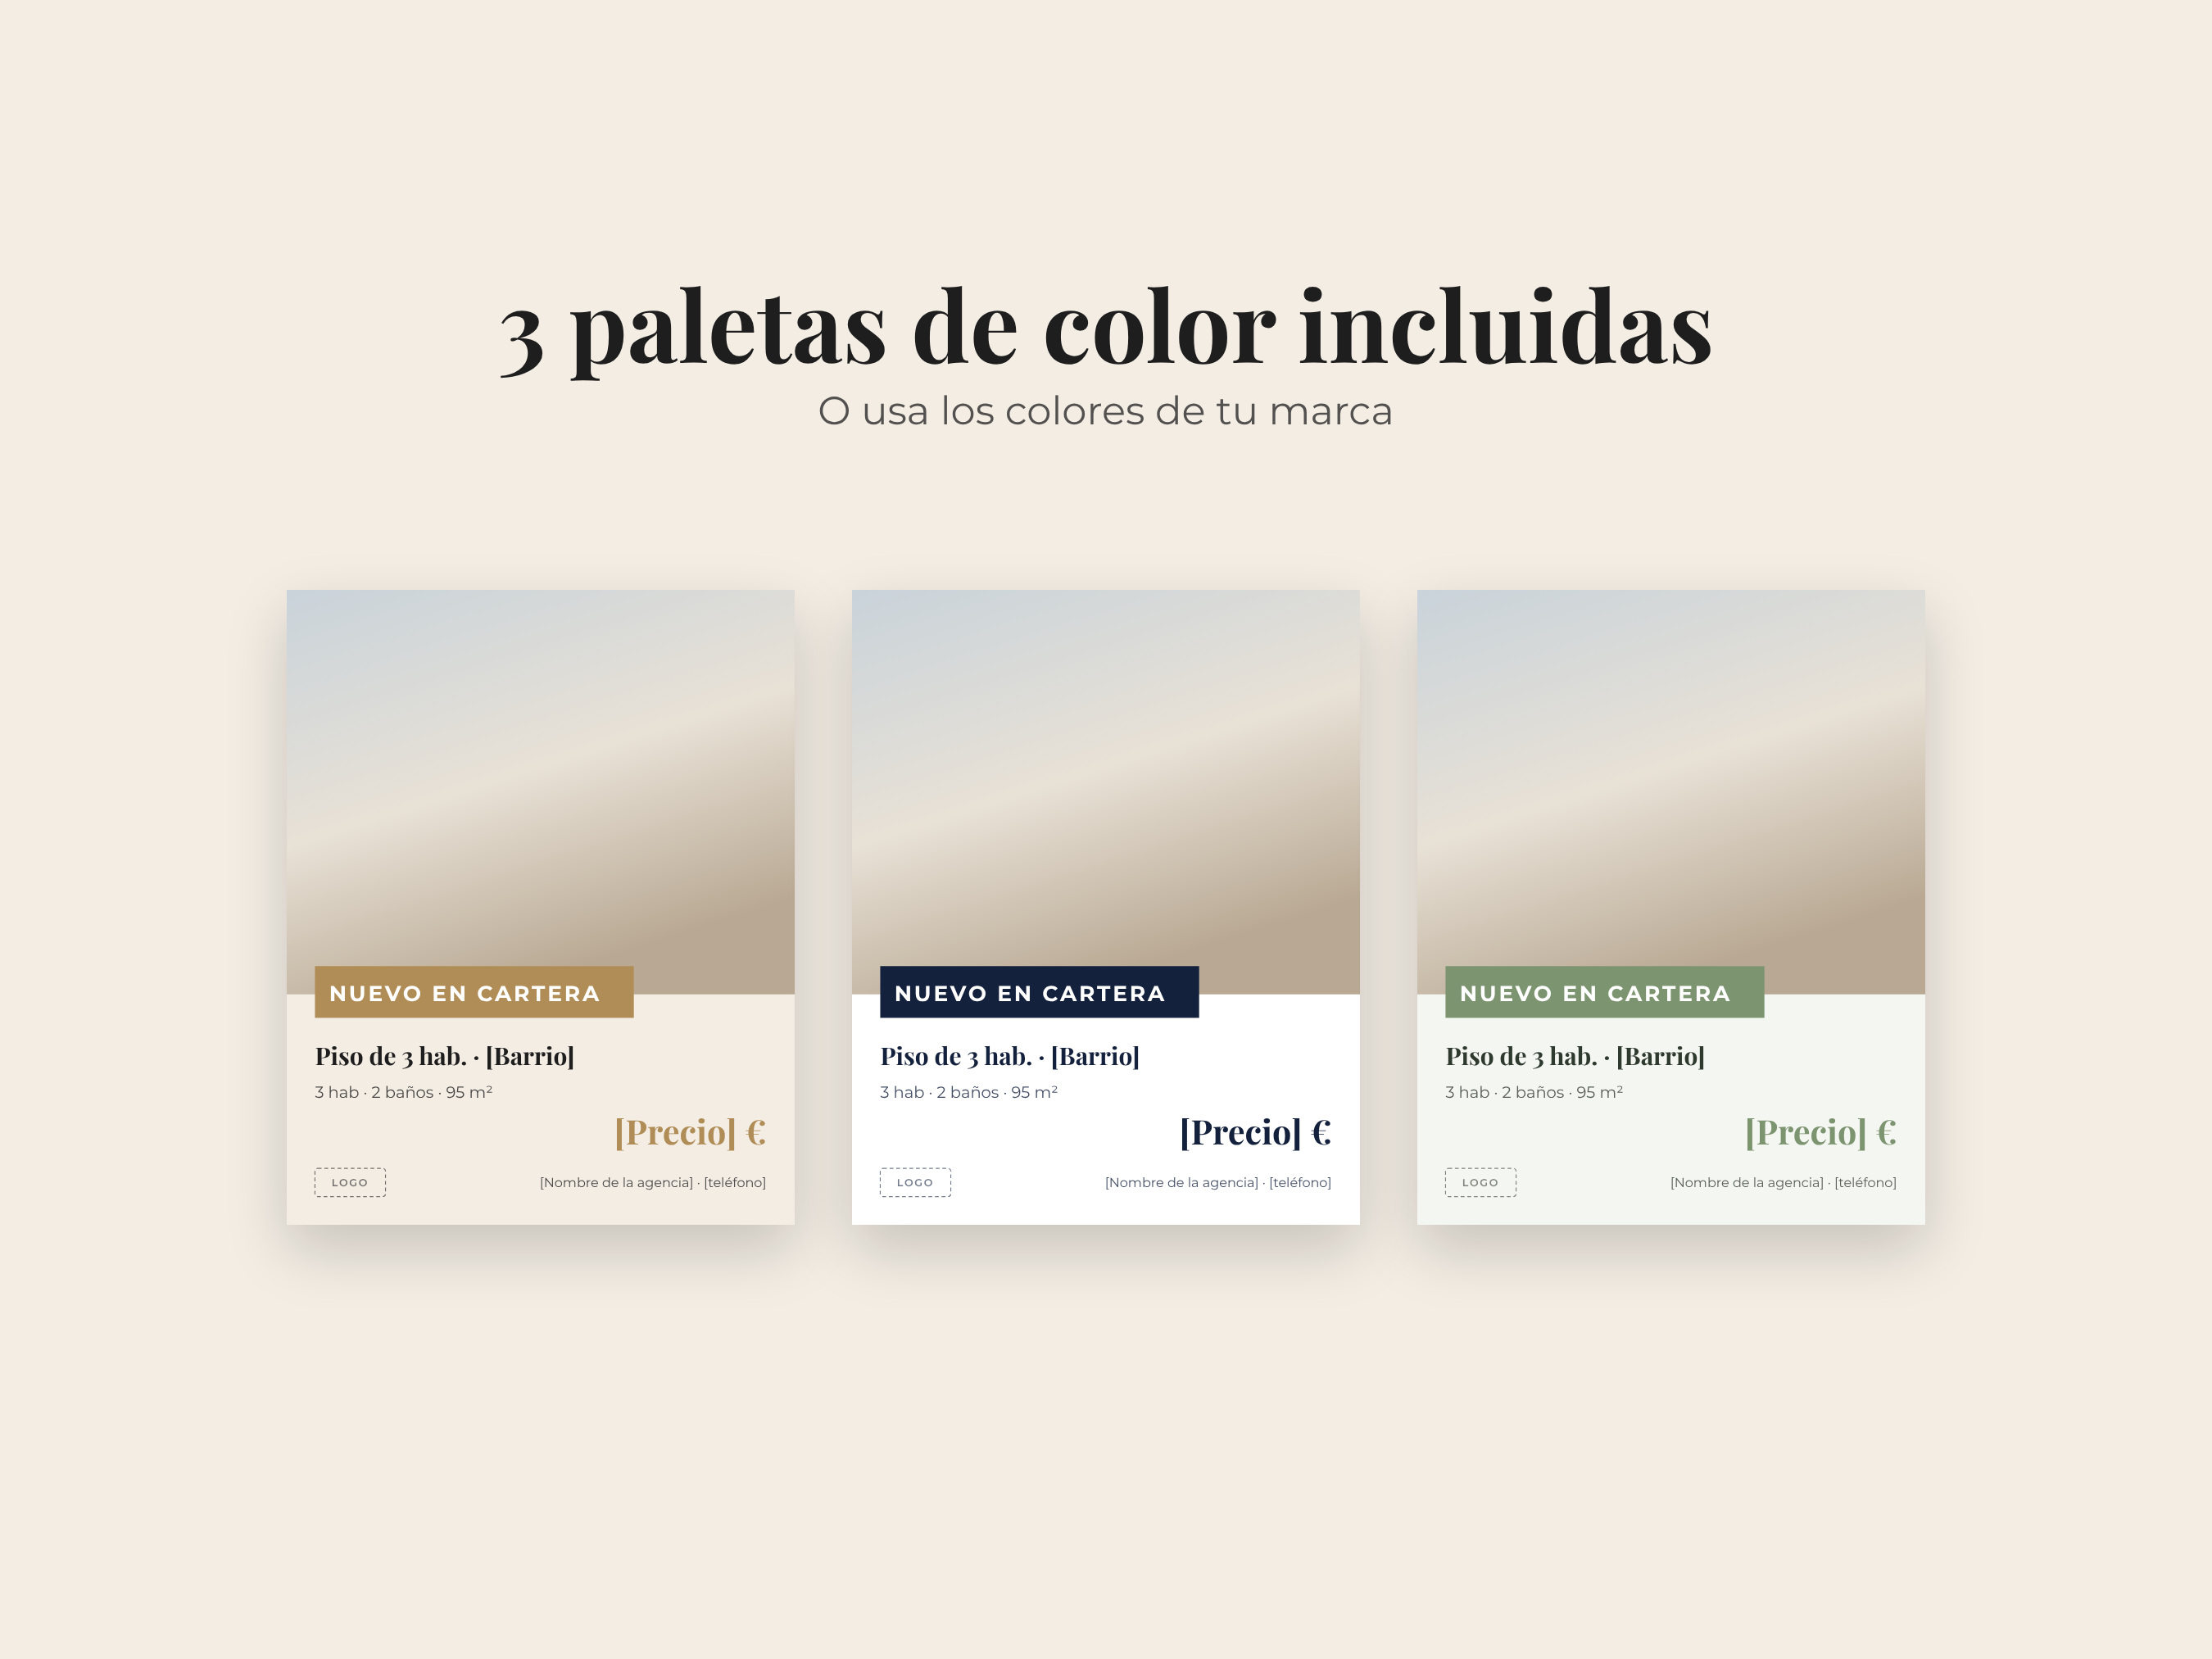 3 paletas de color incluidas
O usa los colores de tu marca
NUEVO EN CARTERA
Piso de 3 hab. · [Barrio]
3 hab · 2 baños · 95 m²
[Precio] €
LOGO
[Nombre de la agencia] · [teléfono]
NUEVO EN CARTERA
Piso de 3 hab. · [Barrio]
3 hab · 2 baños · 95 m²
[Precio] €
LOGO
[Nombre de la agencia] · [teléfono]
NUEVO EN CARTERA
Piso de 3 hab. · [Barrio]
3 hab · 2 baños · 95 m²
[Precio] €
LOGO
[Nombre de la agencia] · [teléfono]